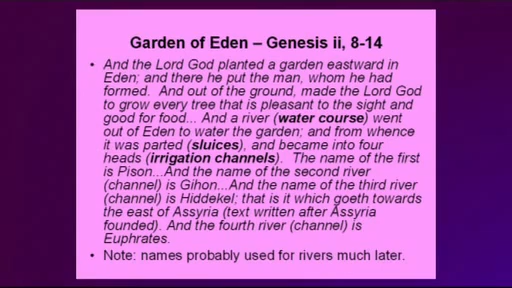 Garden of Eden – Genesis ii, 8-14
• And the Lord God planted a garden eastward in
Eden; and there he put the man, whom he had
formed.  And out of the ground, made the Lord God
to grow every tree that is pleasant to the sight and
good for food... And a river (water course) went
out of Eden to water the garden; and from whence
it was parted (sluices), and became into four
heads (irrigation channels).  The name of the first
is Pison...And the name of the second river
(channel) is Gihon...And the name of the third river
(channel) is Hiddekel; that is it which goeth towards
the east of Assyria (text written after Assyria
founded). And the fourth river (channel) is
Euphrates.
• Note: names probably used for rivers much later.